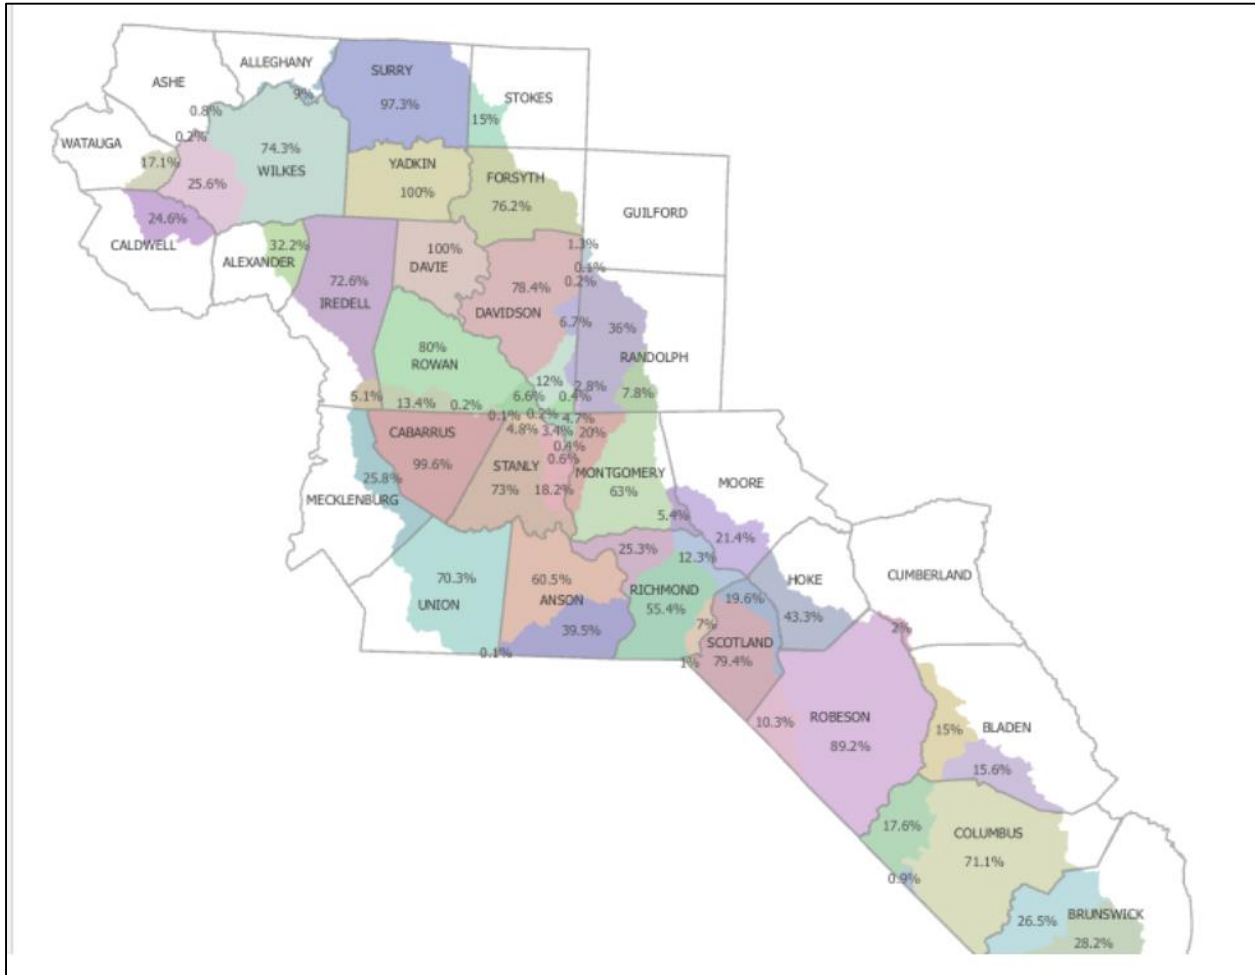 ALLEGHANY
SURRY
ASHE
9%
97.3%
STOKES
0.8%
15%
WATAUGA
0.2%
74.3%
17.1%
WILKES
YADKIN
FORSYTH
25.6%
100%
76.2%
24.6%
GUILFORD
CALDWELL
32.2%
100%
1.3%
ALEXANDER
DAVIE
0.1%
72.6%
78.4%
0.2%
IREDELL
DAVIDSON
6.7%
36%
80%
ROWAN
RANDOLPH
12%
2.8%
5.1%
13.4%
0.2%
6.6%
0.4%
7.8%
0.1%
0.2%
4.7%
CABARRUS
4.8%
3.4%
20%
0.4%
99.6%
STANLY
0.6%
MONTGOMERY
25.8%
73%
18.2%
63%
MOORE
MECKLENBURG
5.4%
21.4%
25.3%
12.3%
70.3%
60.5%
HOKE
CUMBERLAND
UNION
ANSON
RICHMOND
19.6%
55.4%
43.3%
39.5%
7%
2%
0.1%
SCOTLAND
1%
79.4%
10.3%
ROBESON
15%
BLADEN
89.2%
15.6%
17.6%
COLUMBUS
71.1%
0.9%
26.5%
BRUNSWICK
28.2%